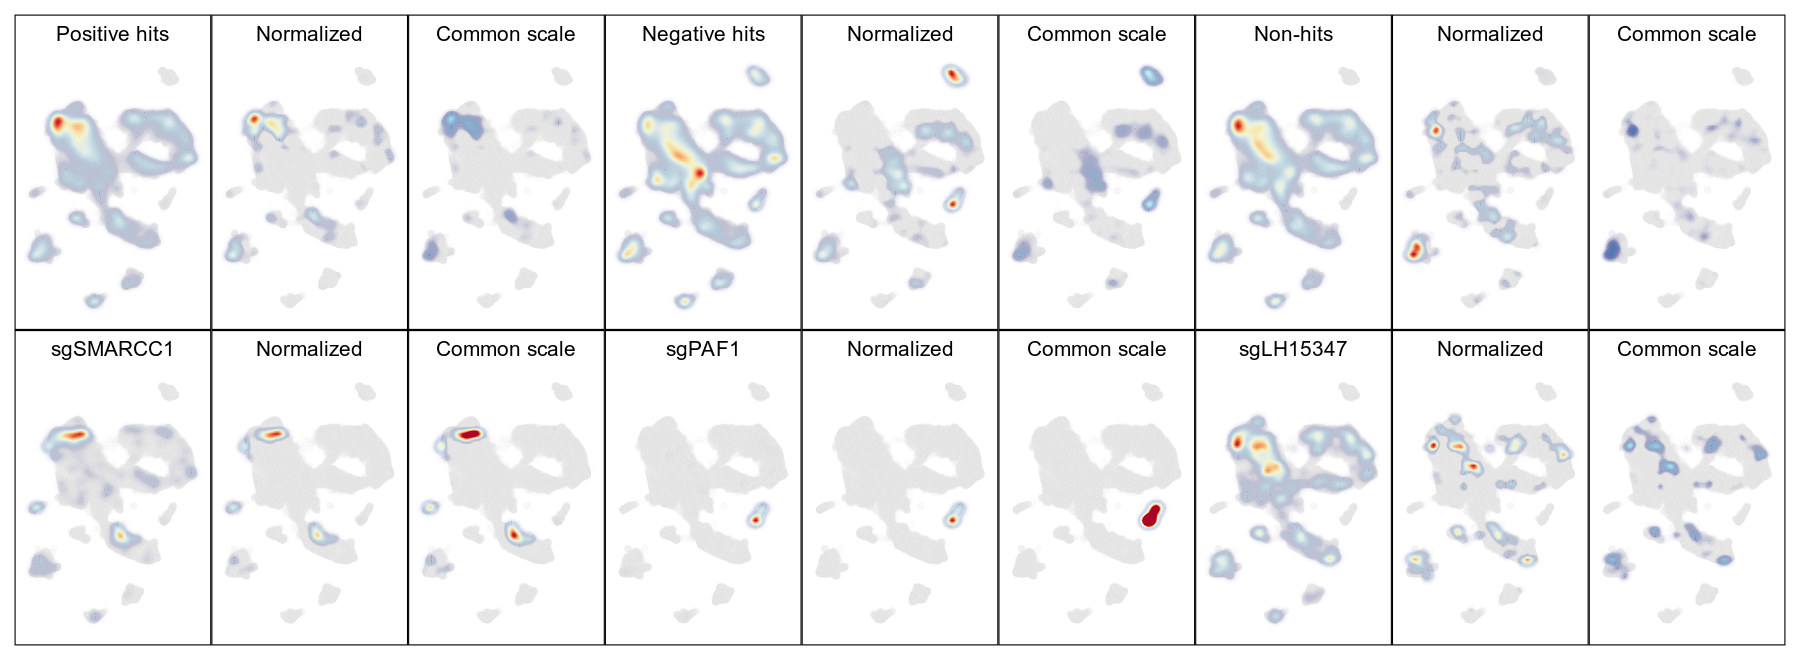 Positive hits
Normalized
Common scale
Negative hits
Normalized
Common scale
Non-hits
Normalized
Common scale
sgSMARCC1
Normalized
Common scale
sgPAF1
Normalized
Common scale
sgLH15347
Normalized
Common scale